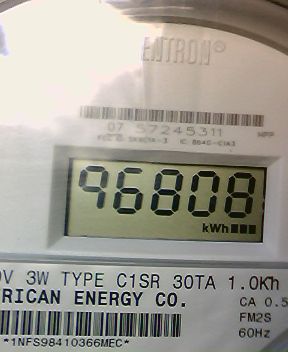 ENTRON®
07 57245311
96808
kWh
V 3W TYPE C1SR 30TA 1.0Kh
RICAN ENERGY CO.
CA 0.5
FM2S
60Hz
*1NFS98410366MEC*